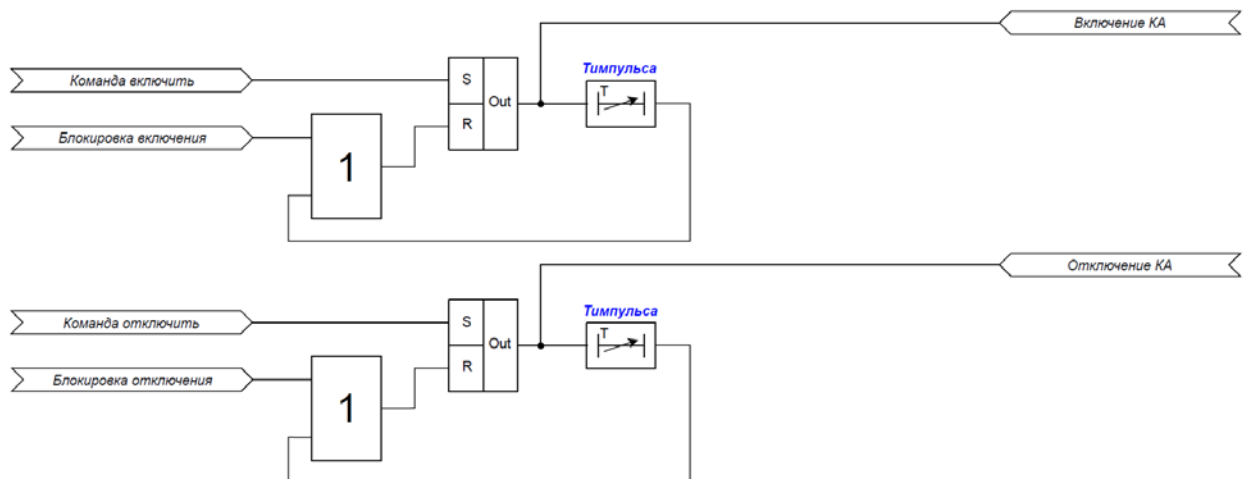 Включение КА
Команда включить
S
R
Out
Тимпульса
T
Блокировка включения
1
Отключение КА
Команда отключить
S
R
Out
Тимпульса
T
Блокировка отключения
1